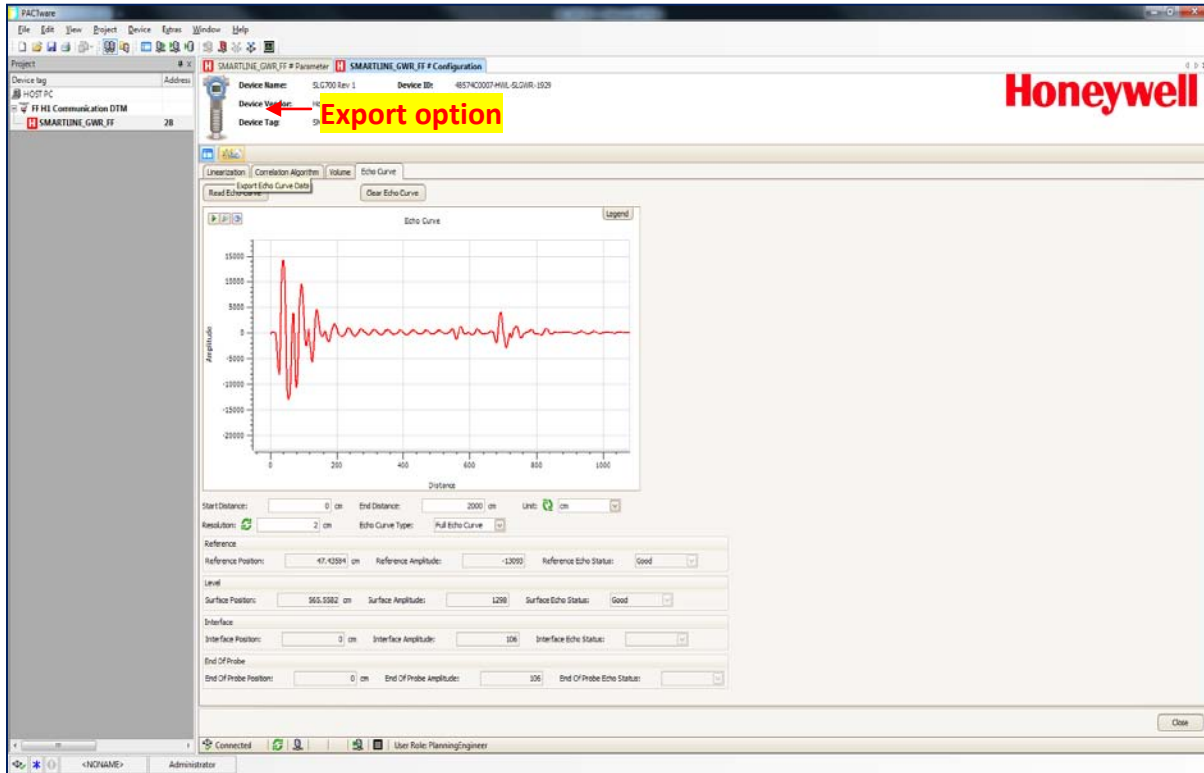 PACTware
File Edit View Project Device Extras Window Help
Project
Device tag Address
HOST PC
FF H1 Communication DTM
SMARTLINE_GWR_FF 28
SMARTLINE_GWR_FF # Parameter SMARTLINE_GWR_FF # Configuration
Device Name: SLG700 Rev 1 Device ID: 48574C0007-HWL-SLGWR-1929
Device Vendor:
Device Tag:
Export option
Honeywell
Linearization Correlation Algorithm Volume Echo Curve
Export Echo Curve Data
Read Echo Curve Clear Echo Curve
Echo Curve Legend
15000
10000
5000
0
-5000
-10000
-15000
-20000
Amplitude
0 200 400 600 800 1000
Distance
Start Distance: 0 cm End Distance: 2000 cm Unit: cm
Resolution: 2 cm Echo Curve Type: Full Echo Curve
Reference
Reference Position: 47.43584 cm Reference Amplitude: -13093 Reference Echo Status: Good
Level
Surface Position: 565.5582 cm Surface Amplitude: 1298 Surface Echo Status: Good
Interface
Interface Position: 0 cm Interface Amplitude: 106 Interface Echo Status:
End Of Probe
End Of Probe Position: 0 cm End Of Probe Amplitude: 106 End Of Probe Echo Status:
Close
Connected User Role: PlanningEngineer
<NONAME> Administrator